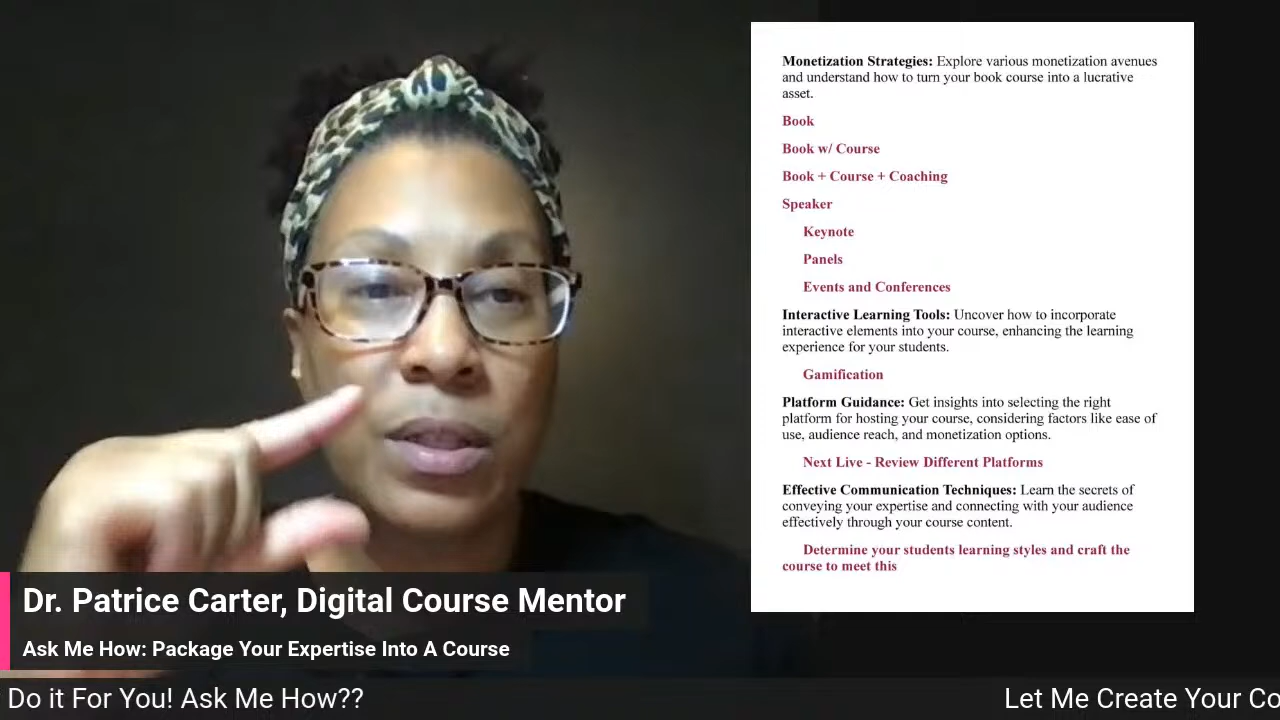 Monetization Strategies: Explore various monetization avenues
and understand how to turn your book course into a lucrative
asset.
Book
Book w/ Course
Book + Course + Coaching
Speaker
Keynote
Panels
Events and Conferences
Interactive Learning Tools: Uncover how to incorporate
interactive elements into your course, enhancing the learning
experience for your students.
Gamification
Platform Guidance: Get insights into selecting the right
platform for hosting your course, considering factors like ease of
use, audience reach, and monetization options.
Next Live - Review Different Platforms
Effective Communication Techniques: Learn the secrets of
conveying your expertise and connecting with your audience
effectively through your course content.
Determine your students learning styles and craft the
course to meet this
Dr. Patrice Carter, Digital Course Mentor
Ask Me How: Package Your Expertise Into A Course
Do it For You! Ask Me How?? Let Me Create Your Co